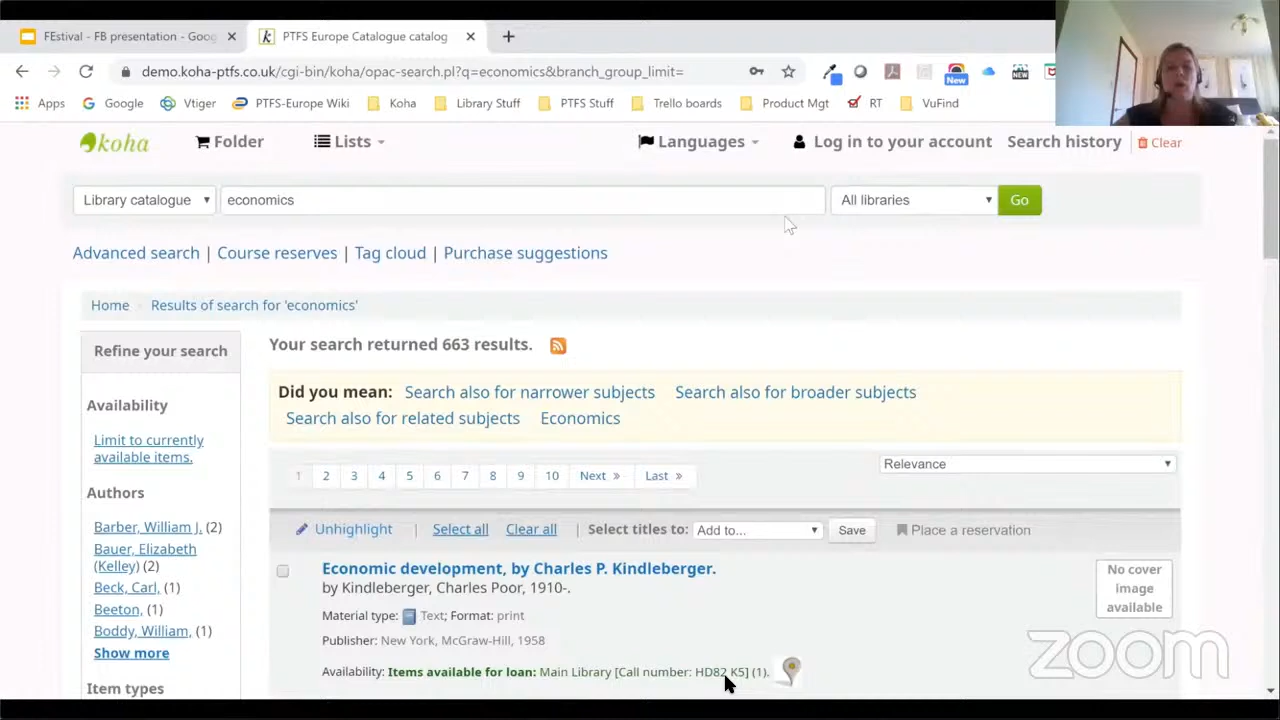 FEstival - FB presentation - Goog
PTFS Europe Catalogue catalog
demo.koha-ptfs.co.uk/cgi-bin/koha/opac-search.pl?q=economics&branch_group_limit=
New
NEW
Apps Google Vtiger PTFS-Europe Wiki Koha Library Stuff PTFS Stuff Trello boards Product Mgt RT VuFind
koha Folder Lists Languages Log in to your account Search history Clear
Library catalogue economics All libraries Go
Advanced search | Course reserves | Tag cloud | Purchase suggestions
Home Results of search for 'economics'
Refine your search
Your search returned 663 results.
Did you mean: Search also for narrower subjects Search also for broader subjects
Search also for related subjects Economics
Availability
Limit to currently
available items.
Authors
Barber, William J. (2)
Bauer, Elizabeth
(Kelley) (2)
Beck, Carl, (1)
Beeton, (1)
Boddy, William, (1)
Show more
Item types
1 2 3 4 5 6 7 8 9 10 Next » Last »
Relevance
Unhighlight | Select all Clear all | Select titles to: Add to... Save Place a reservation
Economic development, by Charles P. Kindleberger.
by Kindleberger, Charles Poor, 1910-.
Material type: Text; Format: print
Publisher: New York, McGraw-Hill, 1958
Availability: Items available for loan: Main Library [Call number: HD82 K5] (1).
No cover
image
available
zoom